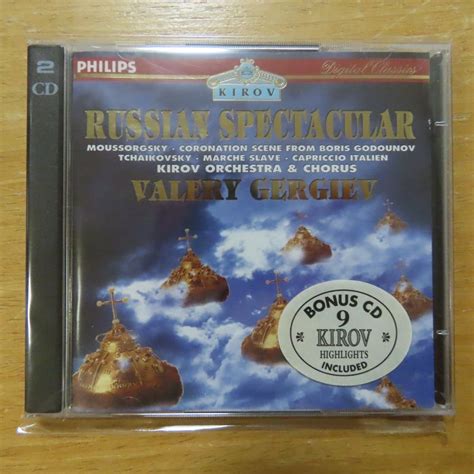 2
CD
PHILIPS
KIROV
Digital Classics
RUSSIAN SPECTACULAR
MOUSSORGSKY · CORONATION SCENE FROM BORIS GODOUNOV
TCHAIKOVSKY · MARCHE SLAVE · CAPRICCIO ITALIEN
KIROV ORCHESTRA & CHORUS
VALERY GERGIEV
BONUS CD
9
KIROV
HIGHLIGHTS
INCLUDED